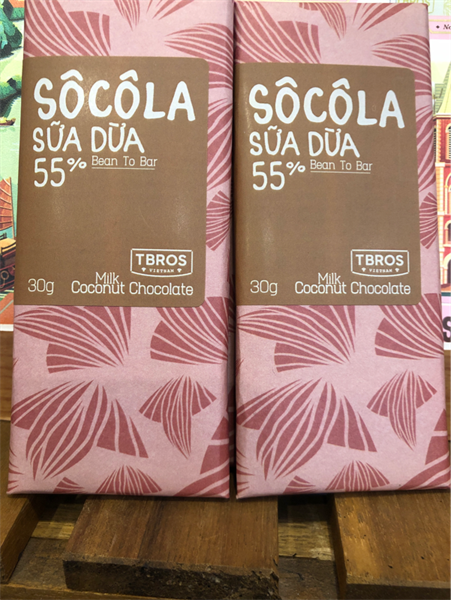 SÔCÔLA
SỮA DỪA
55% Bean To Bar
TBROS
VIETNAM
30g Milk
Coconut Chocolate
SÔCÔLA
SỮA DỪA
55% Bean To Bar
TBROS
VIETNAM
30g Milk
Coconut Chocolate